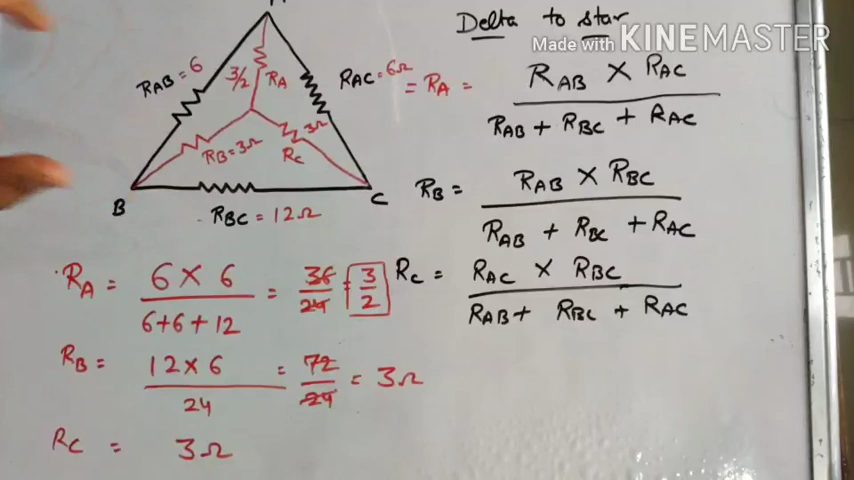 Delta to star
Made with KINEMASTER
RAB = 6
3/2
RA
RAC = 6Ω
RB = 3Ω
3Ω
RC
B
C
RBC = 12Ω
= RA = RAB × RAC
RAB + RBC + RAC
RB = RAB × RBC
RAB + RBC + RAC
RC = RAC × RBC
RAB + RBC + RAC
RA = 6 × 6 = 36 = 3
6+6+12 24 2
RB = 12 × 6 = 72 = 3Ω
24 24
RC = 3Ω